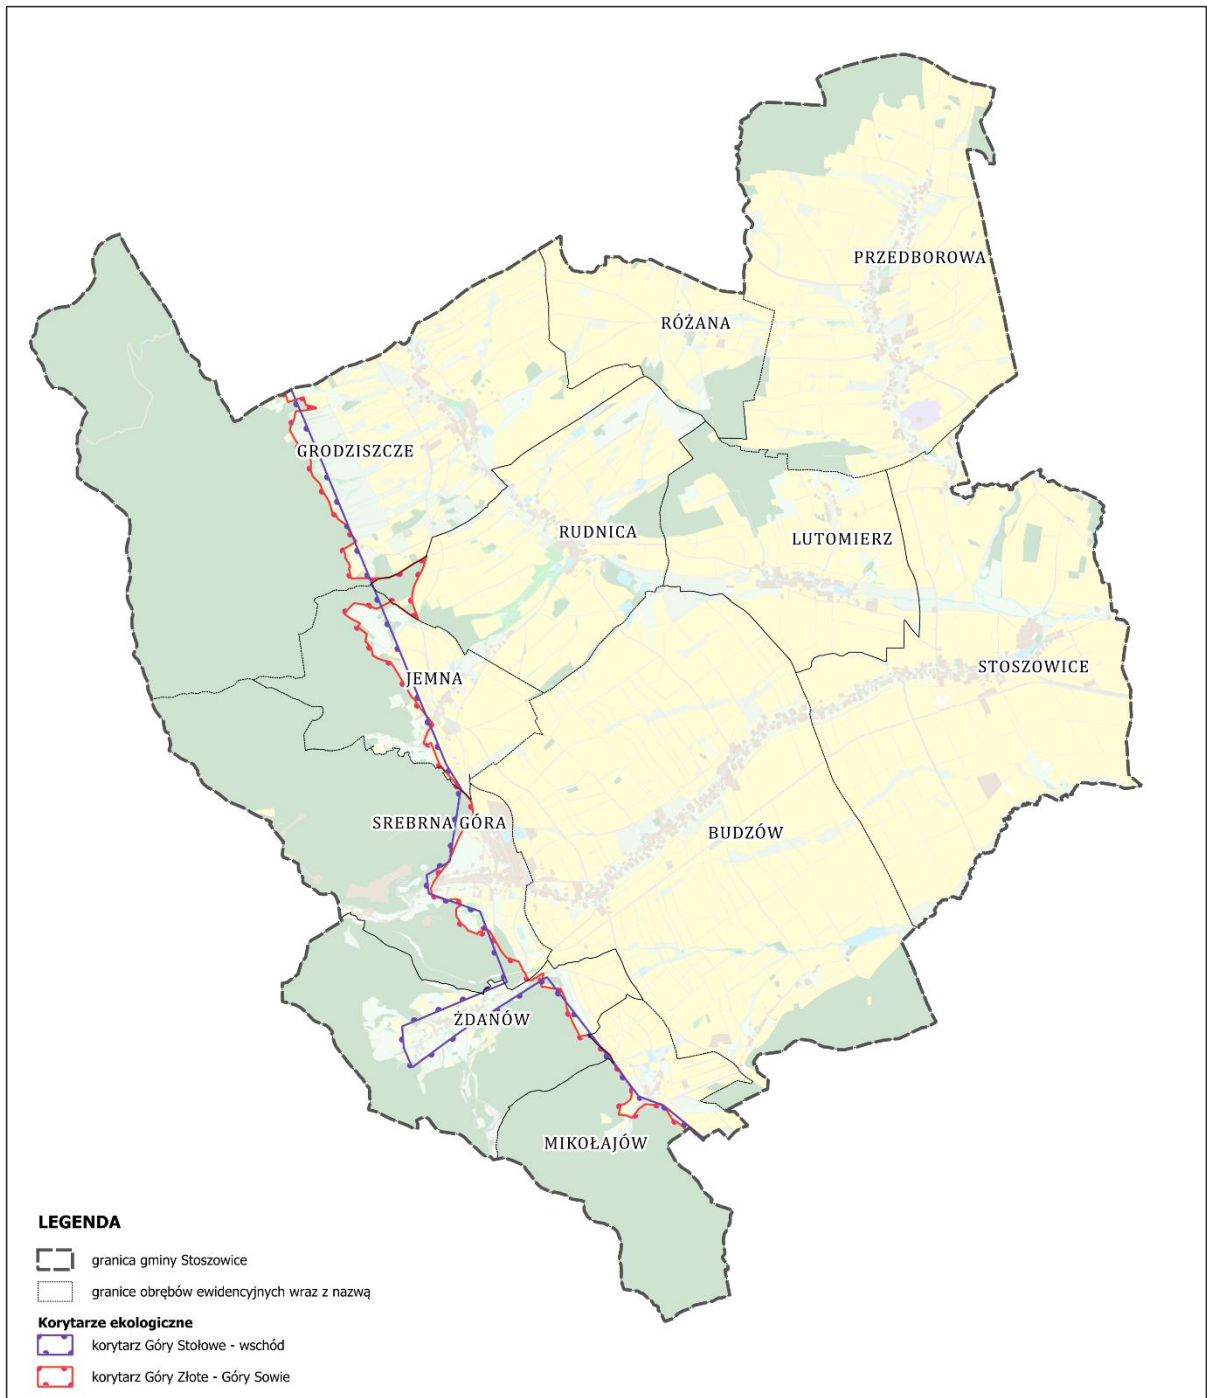 PRZEDBOROWA
RÓŻANA
GRODZISZCZE
RUDNICA
LUTOMIERZ
STOSZOWICE
JEMNA
SREBRNA GÓRA
BUDZÓW
ŻDANÓW
MIKOŁAJÓW
LEGENDA
granica gminy Stoszowice
granice obrębów ewidencyjnych wraz z nazwą
Korytarze ekologiczne
korytarz Góry Stołowe - wschód
korytarz Góry Złote - Góry Sowie